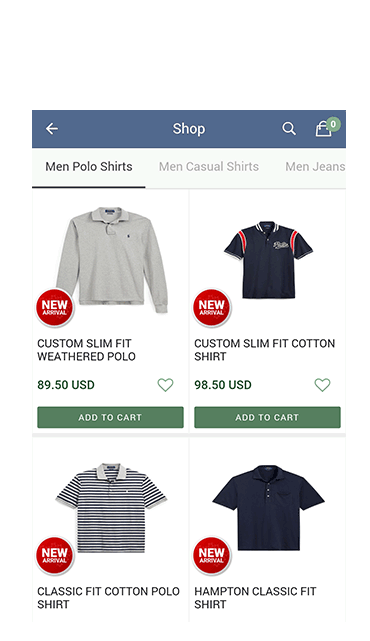 Shop
0
Men Polo Shirts
Men Casual Shirts
Men Jeans
NEW
ARRIVAL
NEW
ARRIVAL
CUSTOM SLIM FIT
WEATHERED POLO
CUSTOM SLIM FIT COTTON
SHIRT
89.50 USD
98.50 USD
ADD TO CART
ADD TO CART
NEW
ARRIVAL
NEW
ARRIVAL
CLASSIC FIT COTTON POLO
SHIRT
HAMPTON CLASSIC FIT
SHIRT